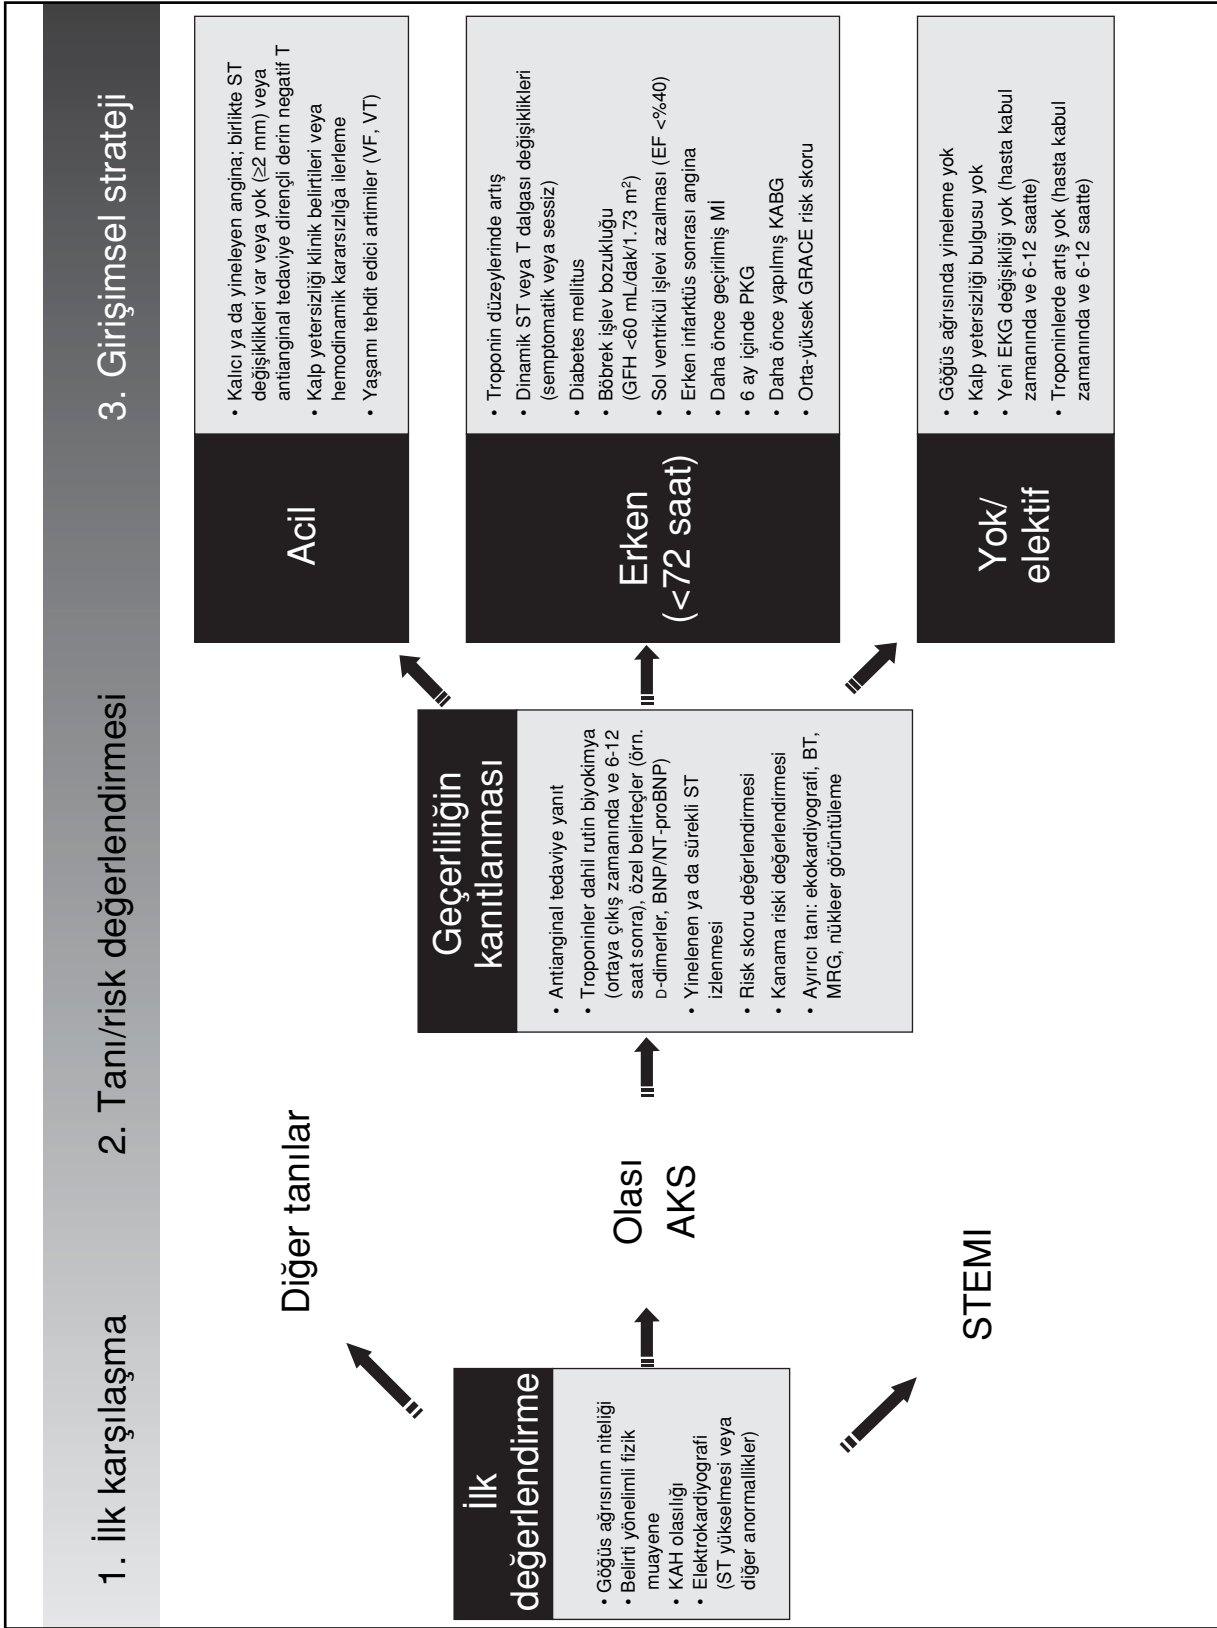 1. İlk karşılaşma
2. Tanı/risk değerlendirmesi
3. Girişimsel strateji
İlk
değerlendirme
• Göğüs ağrısının niteliği
• Belirti yönelimli fizik
muayene
• KAH olasılığı
• Elektrokardiyografi
(ST yükselmesi veya
diğer anormallikler)
Diğer tanılar
Olası
AKS
STEMI
Geçerliliğin
kanıtlanması
• Antianginal tedaviye yanıt
• Troponinler dahil rutin biyokimya
(ortaya çıkış zamanında ve 6-12
saat sonra), özel belirteçler (örn.
D-dimerler, BNP/NT-proBNP)
• Yinelenen ya da sürekli ST
izlenmesi
• Risk skoru değerlendirmesi
• Kanama riski değerlendirmesi
• Ayırıcı tanı: ekokardiyografi, BT,
MRG, nükleer görüntüleme
Acil
• Kalıcı ya da yineleyen angina; birlikte ST
değişiklikleri var veya yok (≥2 mm) veya
antianginal tedaviye dirençli derin negatif T
• Kalp yetersizliği klinik belirtileri veya
hemodinamik kararsızlığa ilerleme
• Yaşamı tehdit edici artimiler (VF, VT)
Erken
(<72 saat)
• Troponin düzeylerinde artış
• Dinamik ST veya T dalgası değişiklikleri
(semptomatik veya sessiz)
• Diabetes mellitus
• Böbrek işlev bozukluğu
(GFH <60 mL/dak/1.73 m²)
• Sol ventrikül işlevi azalması (EF <%40)
• Erken infarktüs sonrası angina
• Daha önce geçirilmiş Mİ
• 6 ay içinde PKG
• Daha önce yapılmış KABG
• Orta-yüksek GRACE risk skoru
Yok/
elektif
• Göğüs ağrısında yineleme yok
• Kalp yetersizliği bulgusu yok
• Yeni EKG değişikliği yok (hasta kabul
zamanında ve 6-12 saatte)
• Troponinlerde artış yok (hasta kabul
zamanında ve 6-12 saatte)